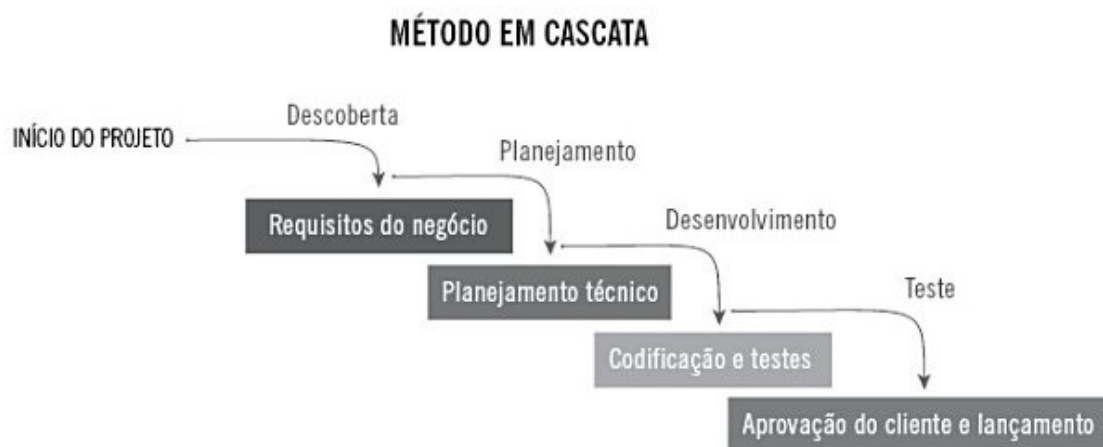 MÉTODO EM CASCATA
INÍCIO DO PROJETO
Descoberta
Requisitos do negócio
Planejamento
Planejamento técnico
Desenvolvimento
Codificação e testes
Teste
Aprovação do cliente e lançamento